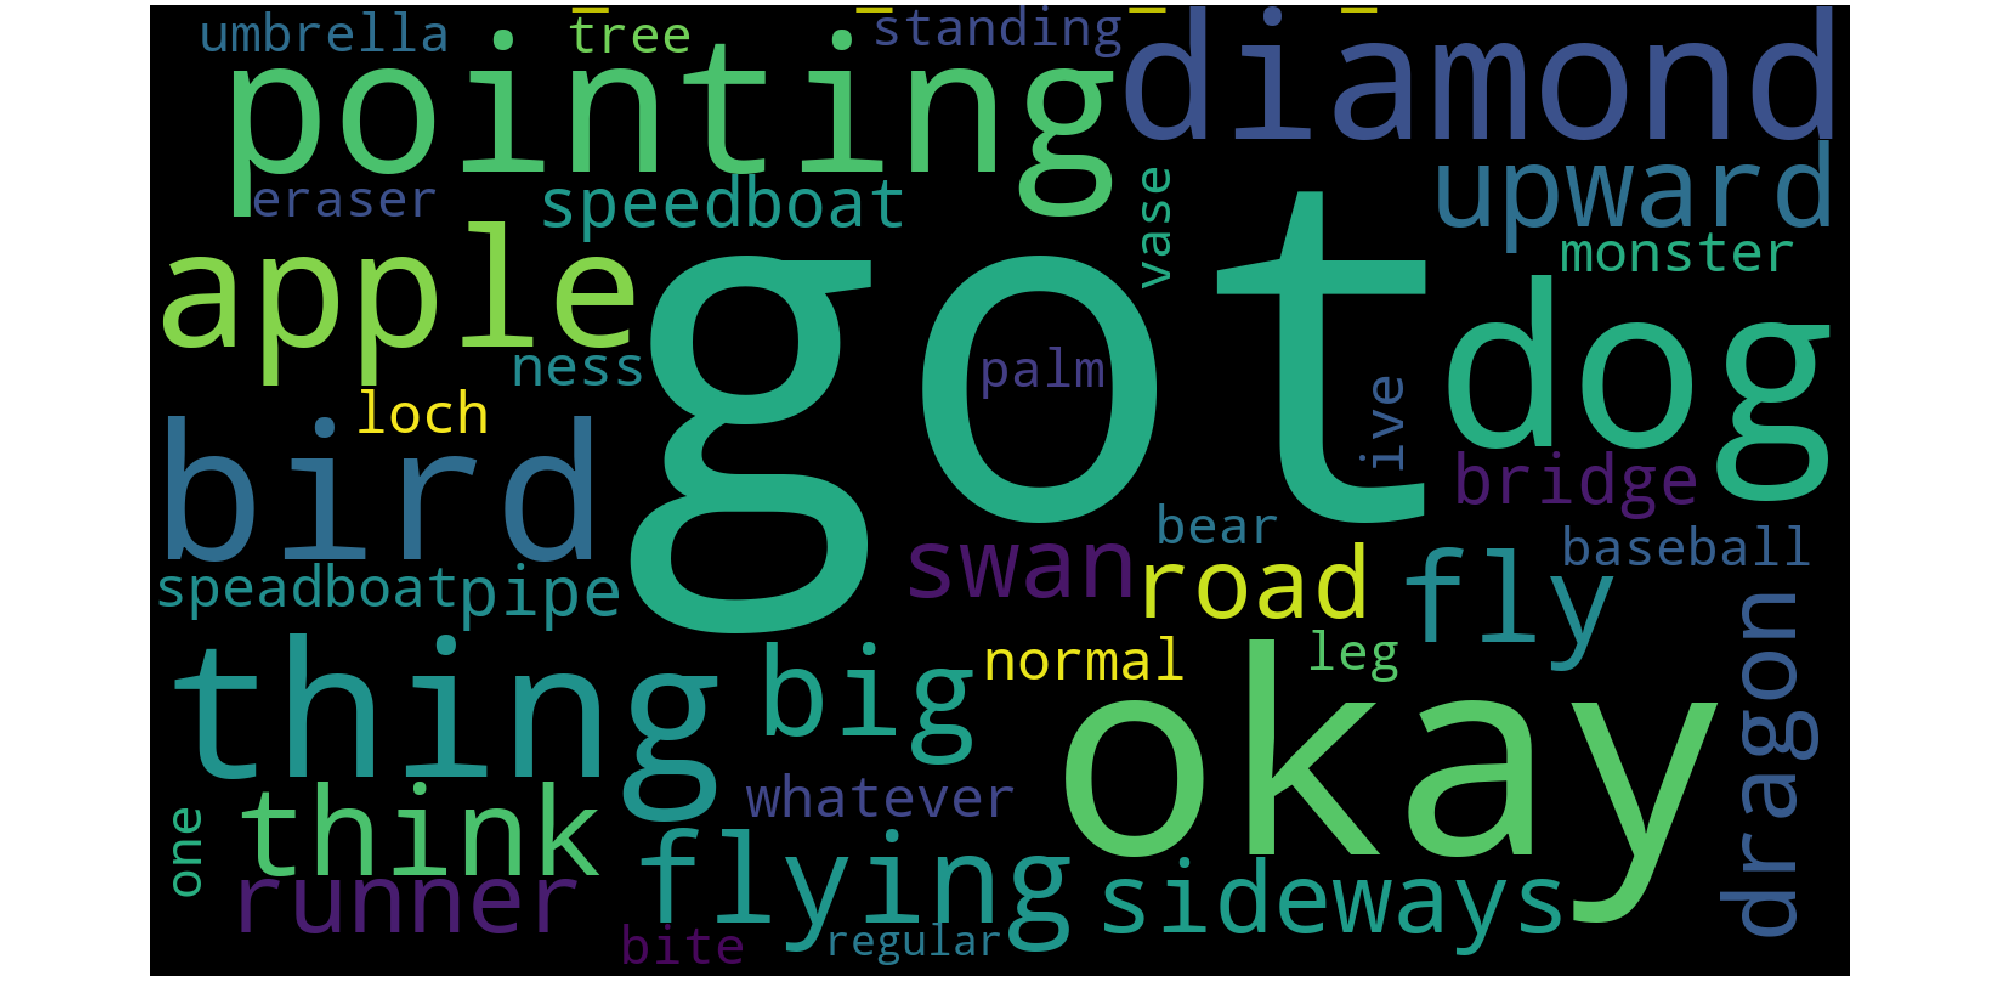 umbrella tree standing
pointing diamond
eraser speedboat vase upward
apple monster
ness got palm dog
loch ive
bird bridge
speadboat pipe swan bear road fly baseball
thing big normal leg dragon
okay
think whatever
one runner flying sideways
bite regular